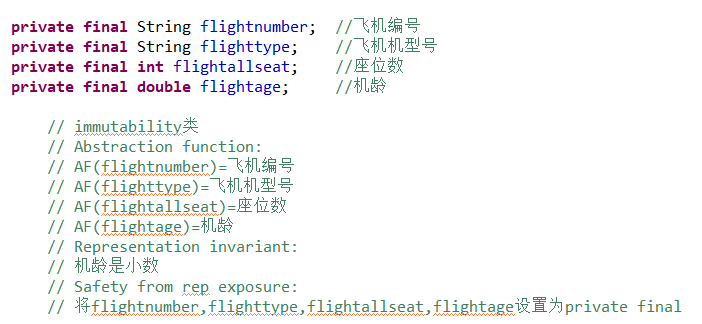 private final String flightnumber;  //飞机编号
private final String flighttype;    //飞机机型号
private final int flightallseat;    //座位数
private final double flightage;     //机龄
// immutability类
// Abstraction function:
// AF(flightnumber)=飞机编号
// AF(flighttype)=飞机机型号
// AF(flightallseat)=座位数
// AF(flightage)=机龄
// Representation invariant:
// 机龄是小数
// Safety from rep exposure:
// 将flightnumber,flighttype,flightallseat,flightage设置为private final